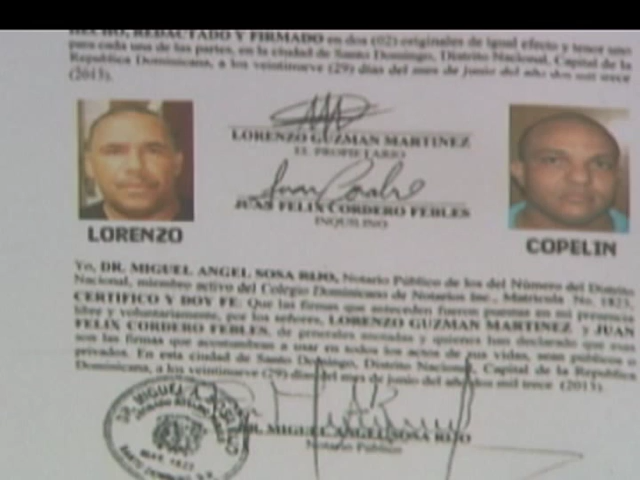 HECHO, REDACTADO Y FIRMADO en dos (02) originales de igual efecto y tenor uno
para cada una de las partes, en la ciudad de Santo Domingo, Distrito Nacional, Capital de la
Republica Dominicana, a los veintinueve (29) dias del mes de junio del año dos mil trece
(2013).
LORENZO GUZMAN MARTINEZ
EL PROPIETARIO
JUAN FELIX CORDERO FEBLES
INQUILINO
LORENZO
COPELIN
Yo, DR. MIGUEL ANGEL SOSA RIJO, Notario Público de los del Número del Distrito
Nacional, miembro activo del Colegio Dominicano de Notarios Inc., Matricula No. 1823,
CERTIFICO Y DOY FE: Que las firmas que anteceden fueron puestas en mi presencia
libre y voluntariamente, por los señores, LORENZO GUZMAN MARTINEZ y JUAN
FELIX CORDERO FEBLES, de generales anotadas y quienes han declarado que esas
son las firmas que acostumbran a usar en todos los actos de sus vidas, sean públicos o
privados. En esta ciudad de Santo Domingo, Distrito Nacional, Capital de la Republica
Dominicana, a los veintinueve (29) dias del mes de junio del año dos mil trece (2013).
DR. MIGUEL ANGEL SOSA RIJO
Notario Público